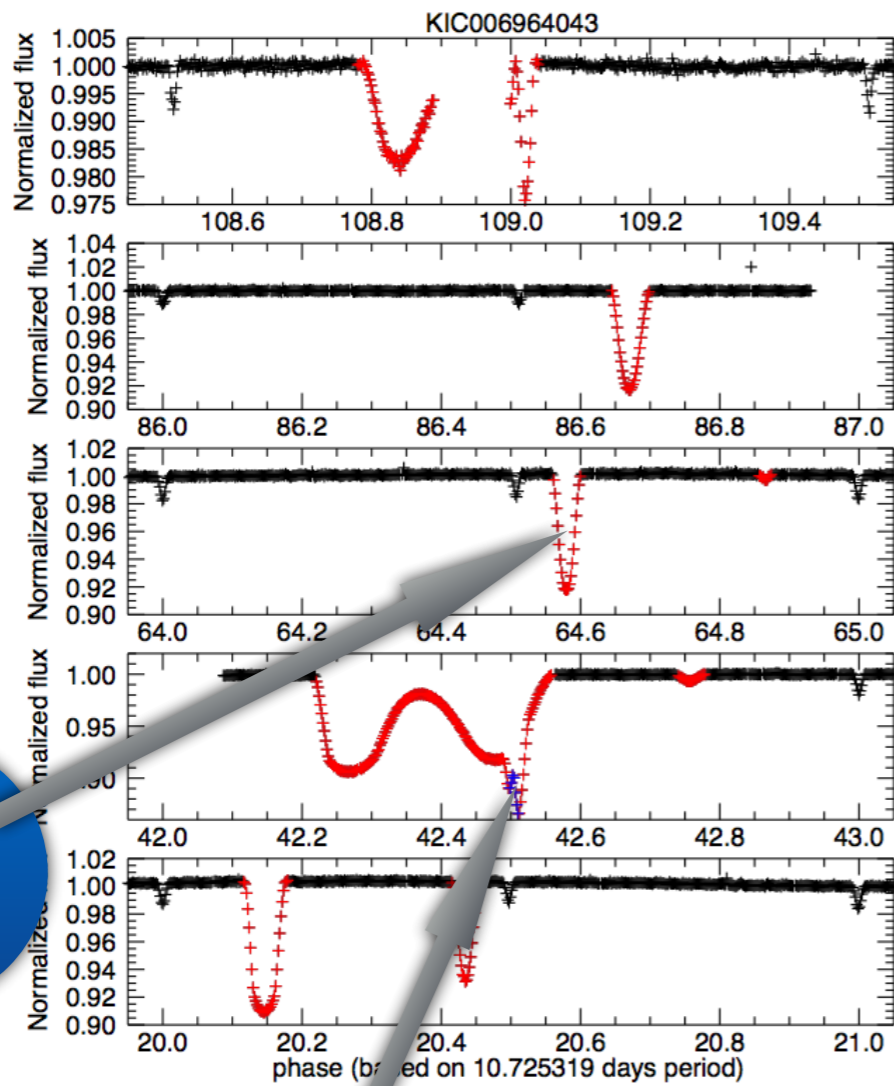 KIC006964043
Normalized flux
1.005
1.000
0.995
0.990
0.985
0.980
0.975
108.6 108.8 109.0 109.2 109.4
Normalized flux
1.04
1.02
1.00
0.98
0.96
0.94
0.92
0.90
86.0 86.2 86.4 86.6 86.8 87.0
Normalized flux
1.02
1.00
0.98
0.96
0.94
0.92
0.90
64.0 64.2 64.4 64.6 64.8 65.0
Normalized flux
1.00
0.95
.90
42.0 42.2 42.4 42.6 42.8 43.0
Normalized
1.02
1.00
0.98
0.96
0.94
0.92
0.90
20.0 20.2 20.4 20.6 20.8 21.0
phase (based on 10.725319 days period)